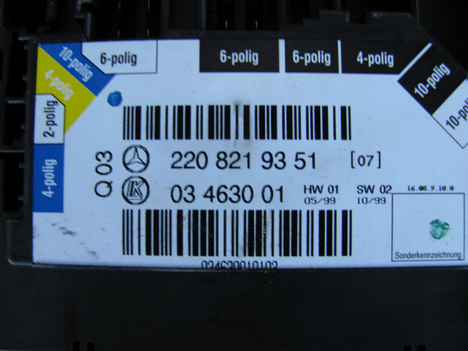 6-polig 6-polig 6-polig 4-polig
10-polig
4-polig
2-polig
4-polig
10-polig
10-polig
Q 03
220 821 93 51 [07]
K
03 4630 01 HW 01 SW 02 16.08.9.10.0
05/99 10/99
Sonderkennzeichnung
034630010102